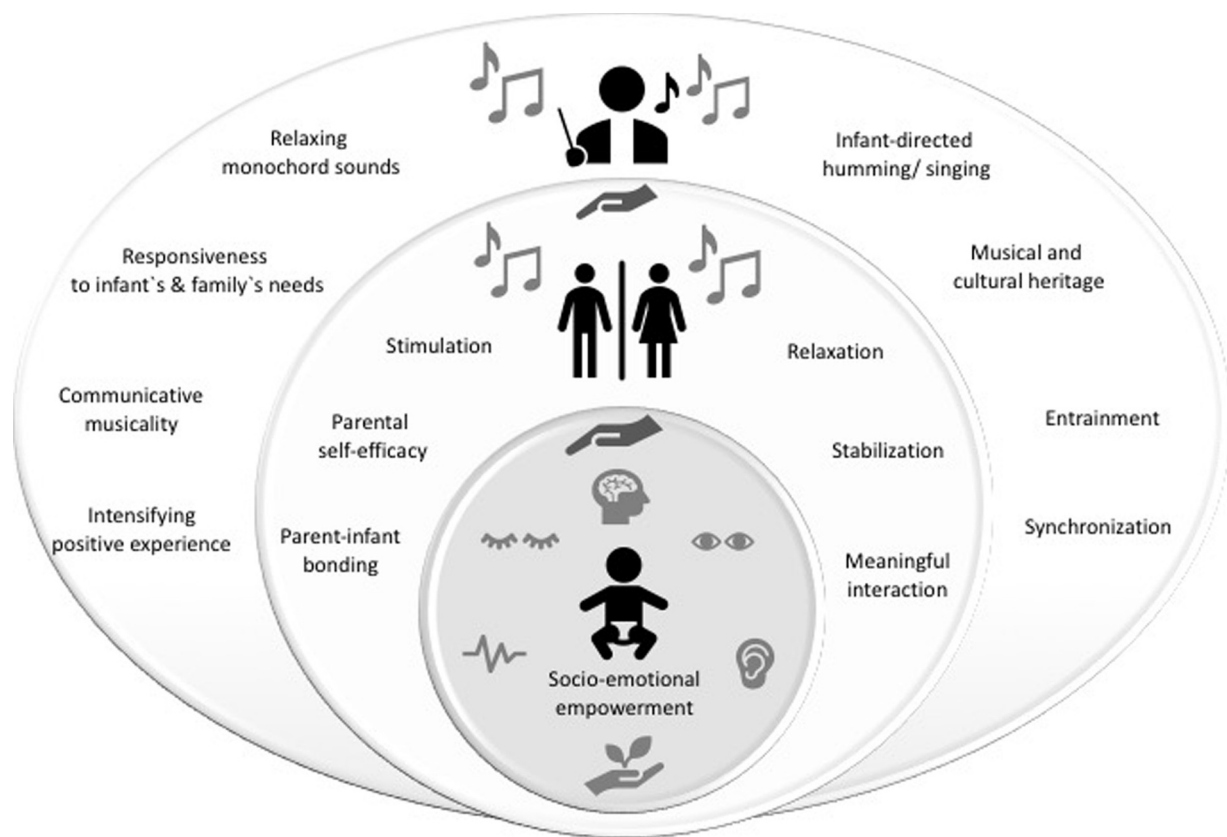 Relaxing
monochord sounds
Infant-directed
humming/ singing
Responsiveness
to infant`s & family`s needs
Musical and
cultural heritage
Stimulation
Relaxation
Communicative
musicality
Parental
self-efficacy
Stabilization
Entrainment
Intensifying
positive experience
Parent-infant
bonding
Meaningful
interaction
Synchronization
Socio-emotional
empowerment